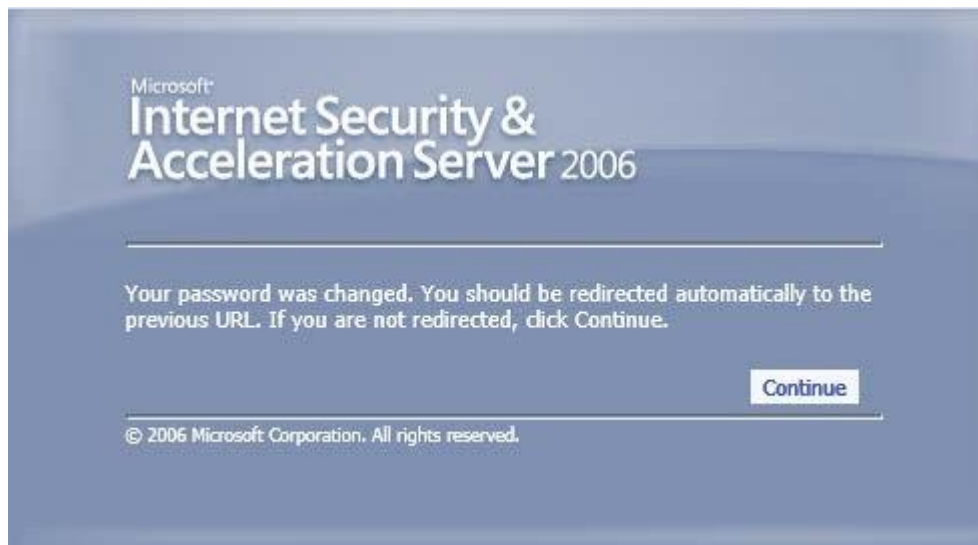 Microsoft
Internet Security &
Acceleration Server 2006
Your password was changed. You should be redirected automatically to the
previous URL. If you are not redirected, click Continue.
Continue
© 2006 Microsoft Corporation. All rights reserved.